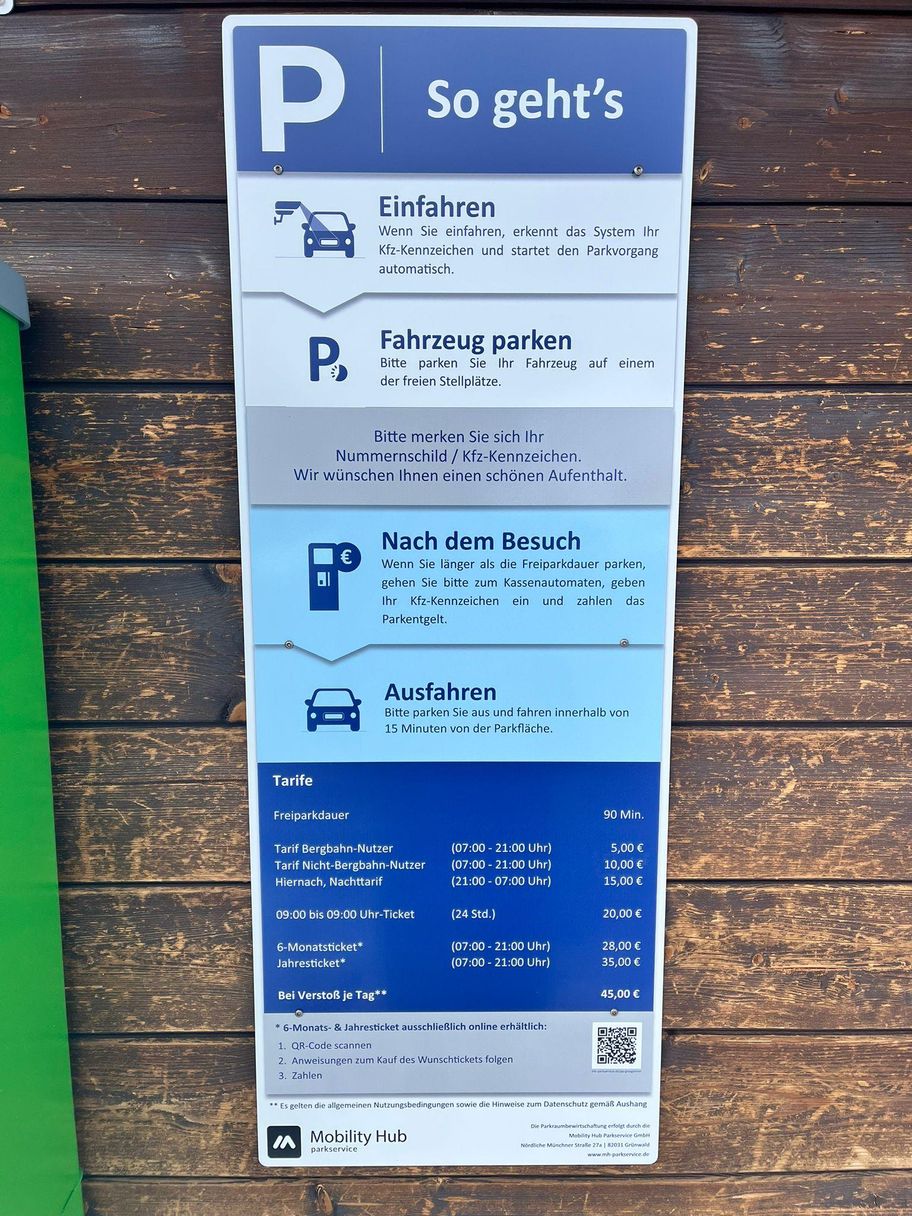 P
So geht's
Einfahren
Wenn Sie einfahren, erkennt das System Ihr
Kfz-Kennzeichen und startet den Parkvorgang
automatisch.
P
Fahrzeug parken
Bitte parken Sie Ihr Fahrzeug auf einem
der freien Stellplätze.
Bitte merken Sie sich Ihr
Nummernschild / Kfz-Kennzeichen.
Wir wünschen Ihnen einen schönen Aufenthalt.
€
Nach dem Besuch
Wenn Sie länger als die Freiparkdauer parken,
gehen Sie bitte zum Kassenautomaten, geben
Ihr Kfz-Kennzeichen ein und zahlen das
Parkentgelt.
Ausfahren
Bitte parken Sie aus und fahren innerhalb von
15 Minuten von der Parkfläche.
Tarife
Freiparkdauer 90 Min.
Tarif Bergbahn-Nutzer (07:00 - 21:00 Uhr) 5,00 €
Tarif Nicht-Bergbahn-Nutzer (07:00 - 21:00 Uhr) 10,00 €
Hiernach, Nachttarif (21:00 - 07:00 Uhr) 15,00 €
09:00 bis 09:00 Uhr-Ticket (24 Std.) 20,00 €
6-Monatsticket* (07:00 - 21:00 Uhr) 28,00 €
Jahresticket* (07:00 - 21:00 Uhr) 35,00 €
Bei Verstoß je Tag** 45,00 €
* 6-Monats- & Jahresticket ausschließlich online erhältlich:
1. QR-Code scannen
2. Anweisungen zum Kauf des Wunschtickets folgen
3. Zahlen
** Es gelten die allgemeinen Nutzungsbedingungen sowie die Hinweise zum Datenschutz gemäß Aushang
Mobility Hub
parkservice
Die Parkraumbewirtschaftung erfolgt durch die
Mobility Hub Parkservice GmbH
Nördliche Münchner Straße 27a | 82031 Grünwald
www.mh-parkservice.de